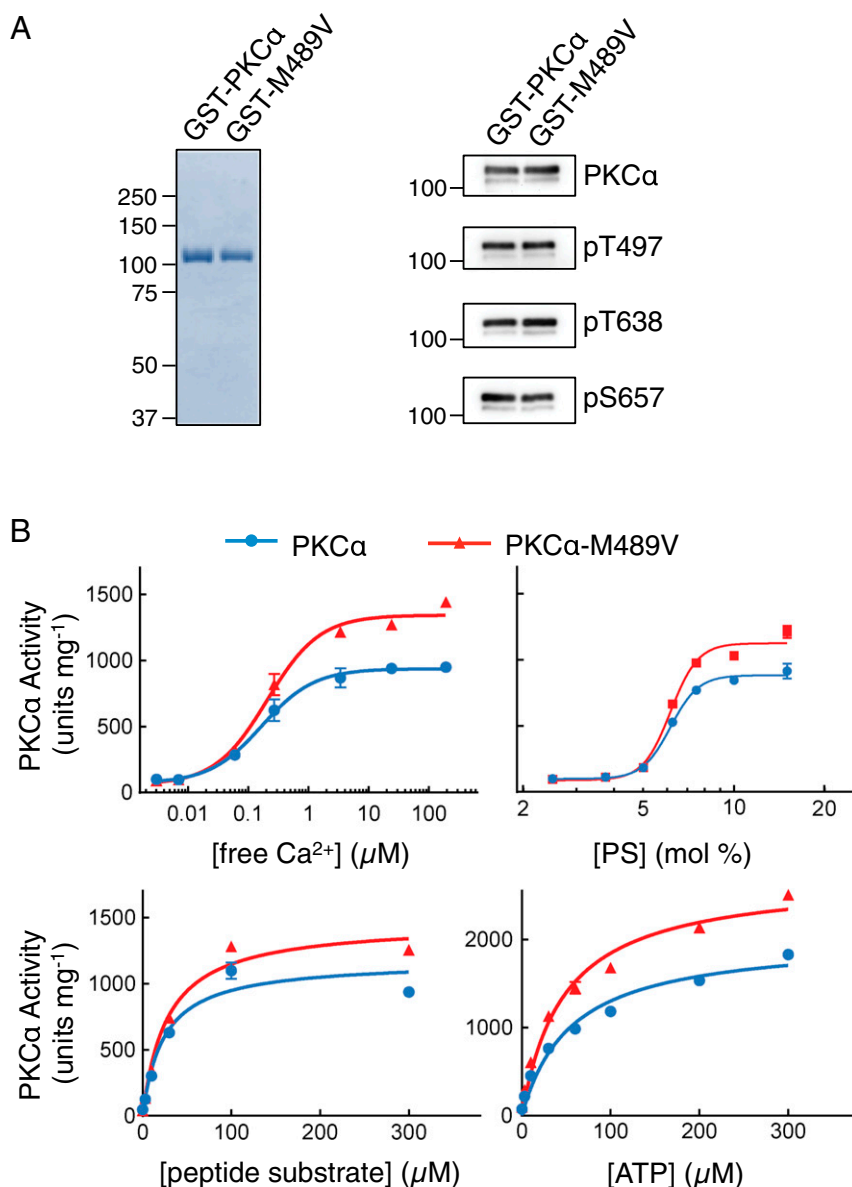 A
GST-PKCα
GST-M489V
250
150
100
75
50
37
GST-PKCα
GST-M489V
100
PKCα
100
pT497
100
pT638
100
pS657
B
PKCα
PKCα-M489V
PKCα Activity
(units mg⁻¹)
1500
1000
500
0
0.01 0.1 1 10 100
[free Ca²⁺] (µM)
2 5 10 20
[PS] (mol %)
PKCα Activity
(units mg⁻¹)
1500
1000
500
0
0 100 200 300
[peptide substrate] (µM)
2000
1000
0
0 100 200 300
[ATP] (µM)